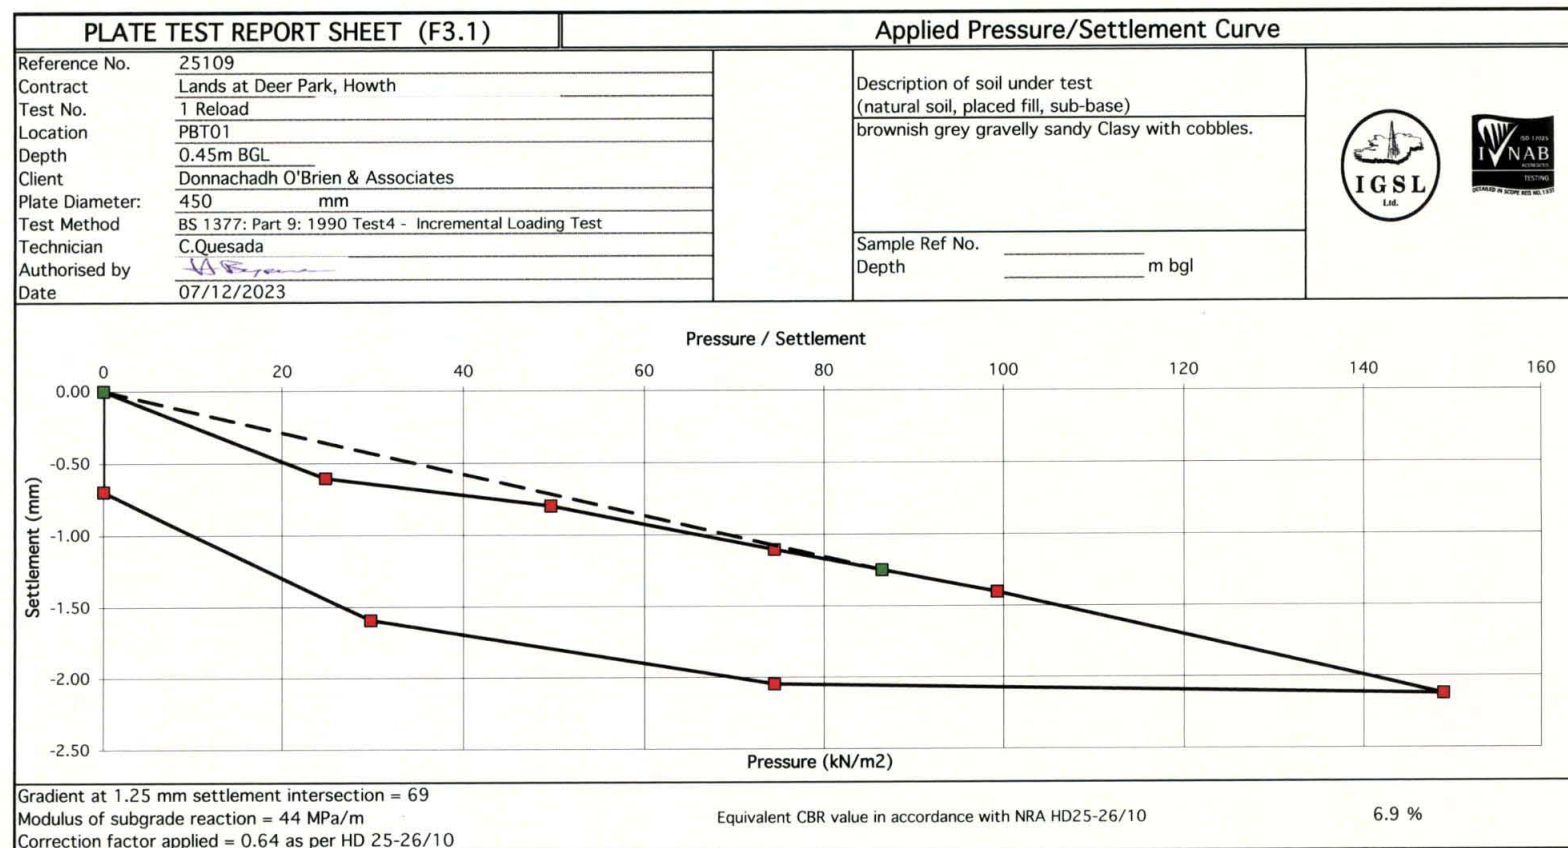 PLATE TEST REPORT SHEET (F3.1)
Applied Pressure/Settlement Curve
Reference No. 25109
Contract Lands at Deer Park, Howth
Test No. 1 Reload
Location PBT01
Depth 0.45m BGL
Client Donnachadh O'Brien & Associates
Plate Diameter: 450 mm
Test Method BS 1377: Part 9: 1990 Test4 - Incremental Loading Test
Technician C.Quesada
Authorised by
Date 07/12/2023
Description of soil under test
(natural soil, placed fill, sub-base)
brownish grey gravelly sandy Clasy with cobbles.
Sample Ref No.
Depth m bgl
IGSL
Ltd.
INAB
TESTING
Pressure / Settlement
0 20 40 60 80 100 120 140 160
0.00
-0.50
-1.00
-1.50
-2.00
-2.50
Settlement (mm)
Pressure (kN/m2)
Gradient at 1.25 mm settlement intersection = 69
Modulus of subgrade reaction = 44 MPa/m
Correction factor applied = 0.64 as per HD 25-26/10
Equivalent CBR value in accordance with NRA HD25-26/10 6.9 %